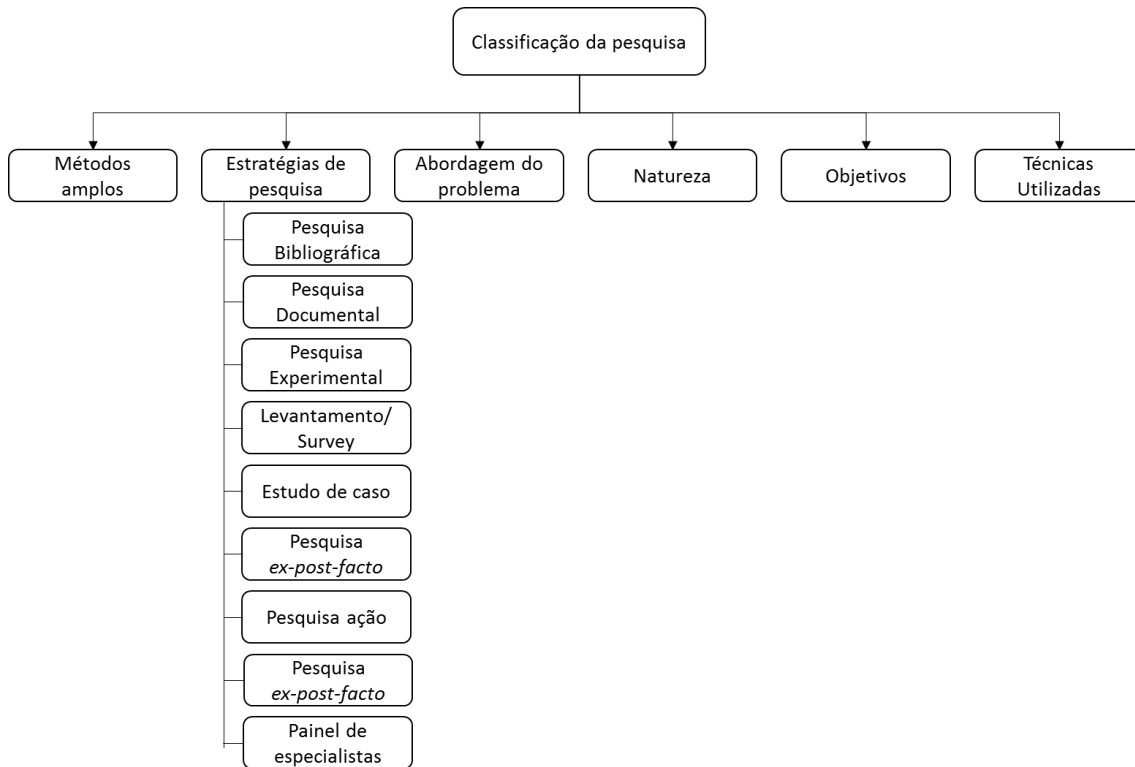 Classificação da pesquisa
Métodos
amplos
Estratégias de
pesquisa
Abordagem do
problema
Natureza
Objetivos
Técnicas
Utilizadas
Pesquisa
Bibliográfica
Pesquisa
Documental
Pesquisa
Experimental
Levantamento/
Survey
Estudo de caso
Pesquisa
ex-post-facto
Pesquisa ação
Pesquisa
ex-post-facto
Painel de
especialistas